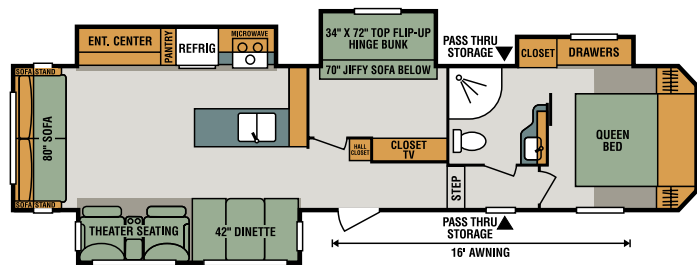 ENT. CENTER
PANTRY
REFRIG
MICROWAVE
34" X 72" TOP FLIP-UP
HINGE BUNK
70" JIFFY SOFA BELOW
PASS THRU
STORAGE
CLOSET
DRAWERS
SOFA STAND
80" SOFA
SOFA STAND
HALL
CLOSET
CLOSET
TV
QUEEN
BED
STEP
THEATER SEATING
42" DINETTE
PASS THRU
STORAGE
16' AWNING